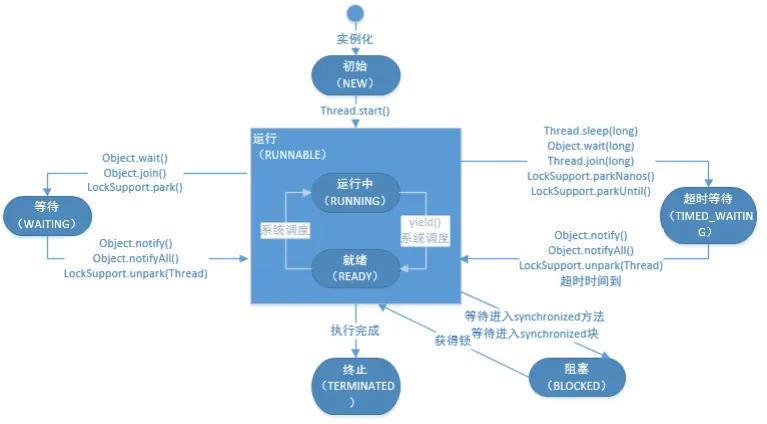 实例化
初始
（NEW）
Thread.start()
运行
（RUNNABLE）
Object.wait()
Object.join()
LockSupport.park()
等待
（WAITING）
Object.notify()
Object.notifyAll()
LockSupport.unpark(Thread)
运行中
（RUNNING）
系统调度
yield()
系统调度
就绪
（READY）
Thread.sleep(long)
Object.wait(long)
Thread.join(long)
LockSupport.parkNanos()
LockSupport.parkUntil()
超时等待
（TIMED_WAITIN
G）
Object.notify()
Object.notifyAll()
LockSupport.unpark(Thread)
超时时间到
等待进入synchronized方法
等待进入synchronized块
获得锁
执行完成
终止
（TERMINATED
）
阻塞
（BLOCKED）